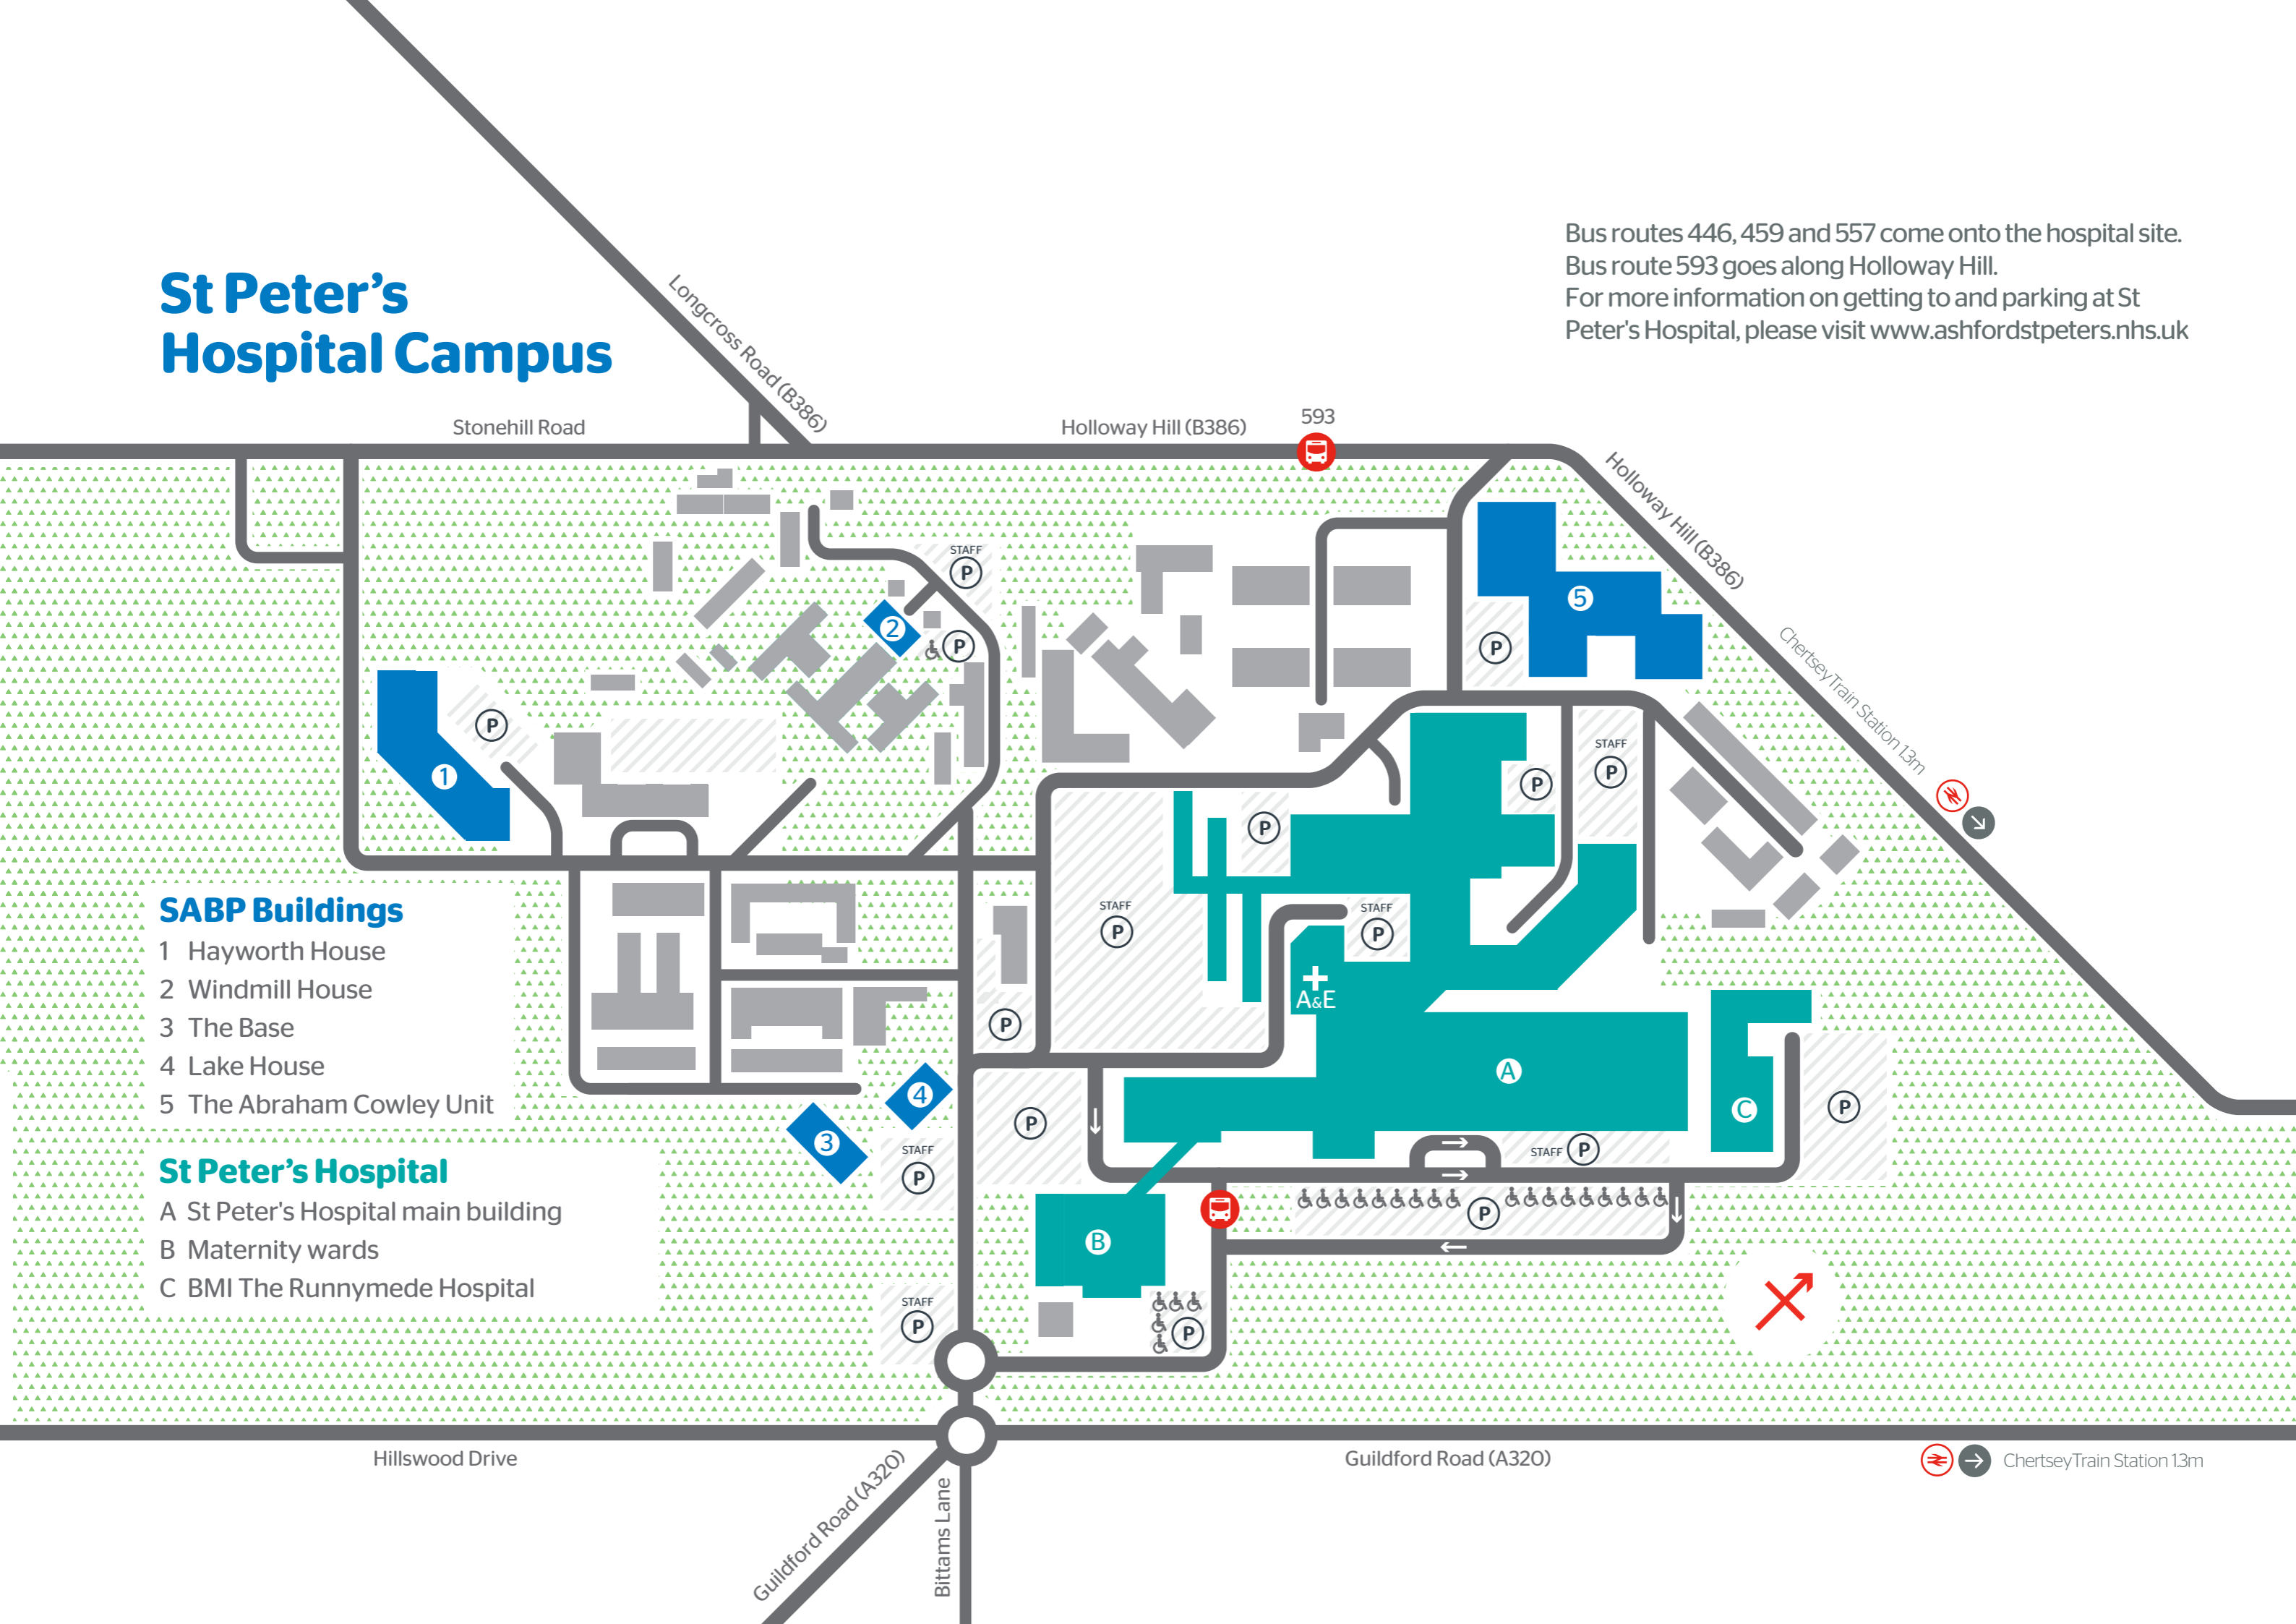 Bus routes 446, 459 and 557 come onto the hospital site.
Bus route 593 goes along Holloway Hill.
For more information on getting to and parking at St
Peter's Hospital, please visit www.ashfordstpeters.nhs.uk
St Peter's
Hospital Campus
Longcross Road (B386)
Stonehill Road
Holloway Hill (B386)
593
Holloway Hill (B386)
Chertsey Train Station 1.3m
STAFF
P
2
P
5
P
P
1
STAFF
P
P
P
STAFF
P
STAFF
P
A&E
P
SABP Buildings
1 Hayworth House
2 Windmill House
3 The Base
4 Lake House
5 The Abraham Cowley Unit
4
3
P
A
C
P
STAFF
P
STAFF P
St Peter's Hospital
A St Peter's Hospital main building
B Maternity wards
C BMI The Runnymede Hospital
P
B
STAFF
P
P
Hillswood Drive
Guildford Road (A320)
Chertsey Train Station 1.3m
Guildford Road (A320)
Bittams Lane